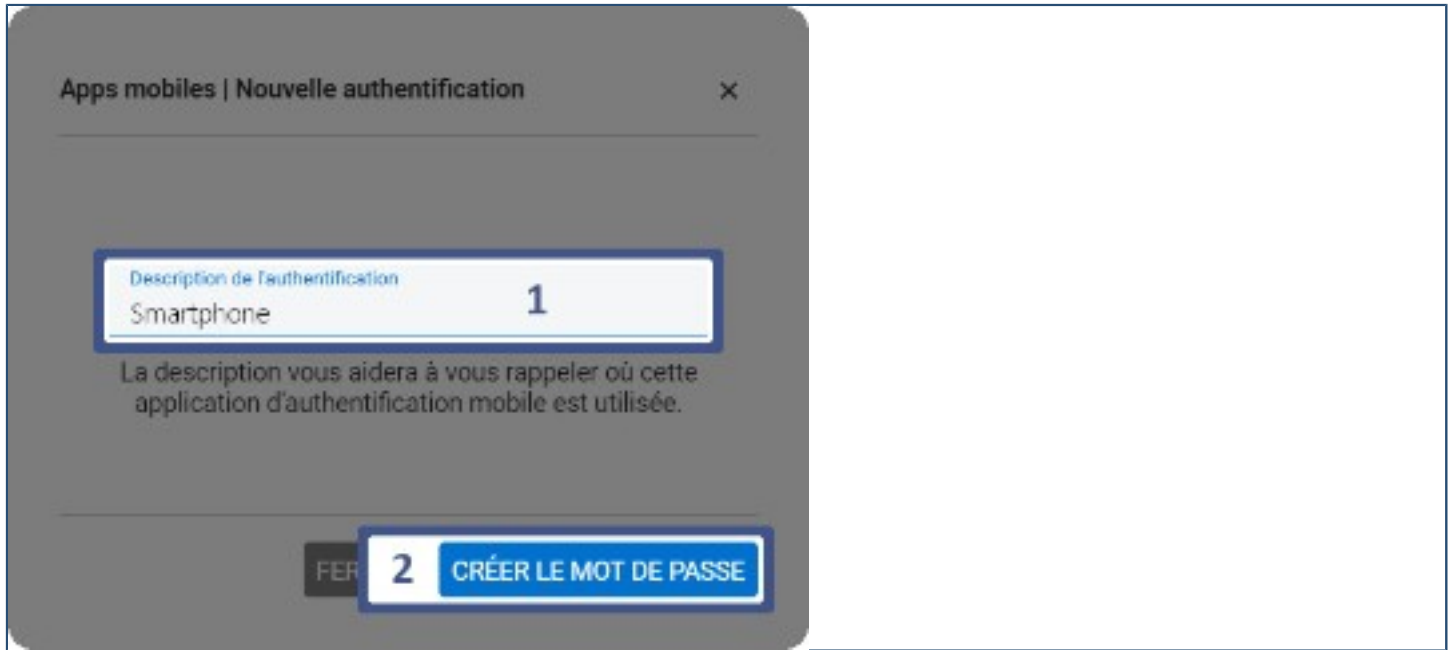 Apps mobiles | Nouvelle authentification ×
Description de l'authentification
Smartphone 1
La description vous aidera à vous rappeler où cette
application d'authentification mobile est utilisée.
FER 2 CRÉER LE MOT DE PASSE